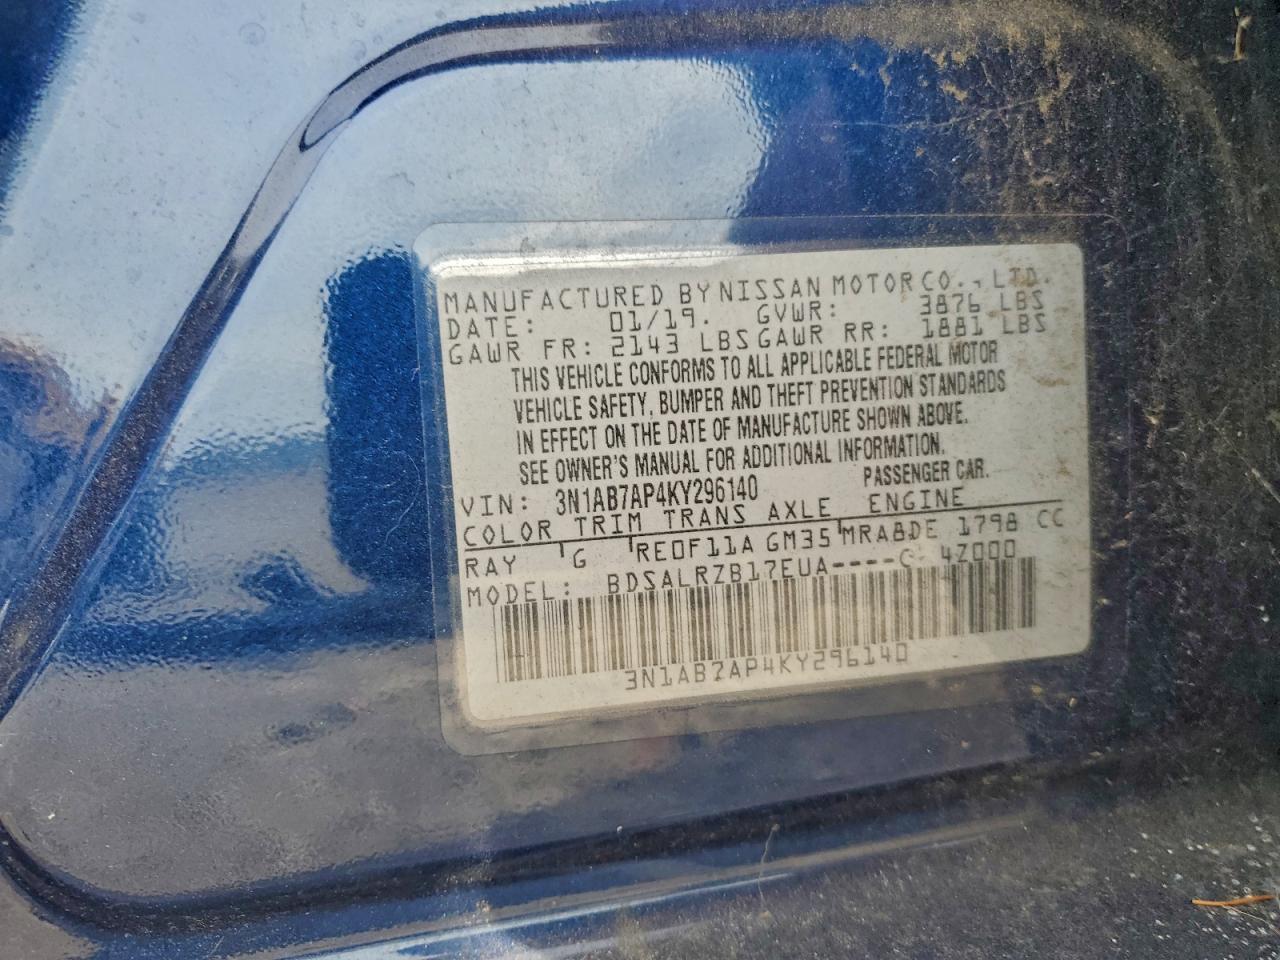 MANUFACTURED BY NISSAN MOTOR CO., LTD.
DATE: 01/19. GVWR: 3876 LBS
GAWR FR: 2143 LBS GAWR RR: 1881 LBS
THIS VEHICLE CONFORMS TO ALL APPLICABLE FEDERAL MOTOR
VEHICLE SAFETY, BUMPER AND THEFT PREVENTION STANDARDS
IN EFFECT ON THE DATE OF MANUFACTURE SHOWN ABOVE.
SEE OWNER'S MANUAL FOR ADDITIONAL INFORMATION.
VIN: 3N1AB7AP4KY296140 PASSENGER CAR.
COLOR TRIM TRANS AXLE ENGINE
RAY G RE0F11A GM35 MRA8DE 1798 CC
MODEL: BDSALRZB17EUA----C- 4Z000
3N1AB7AP4KY296140